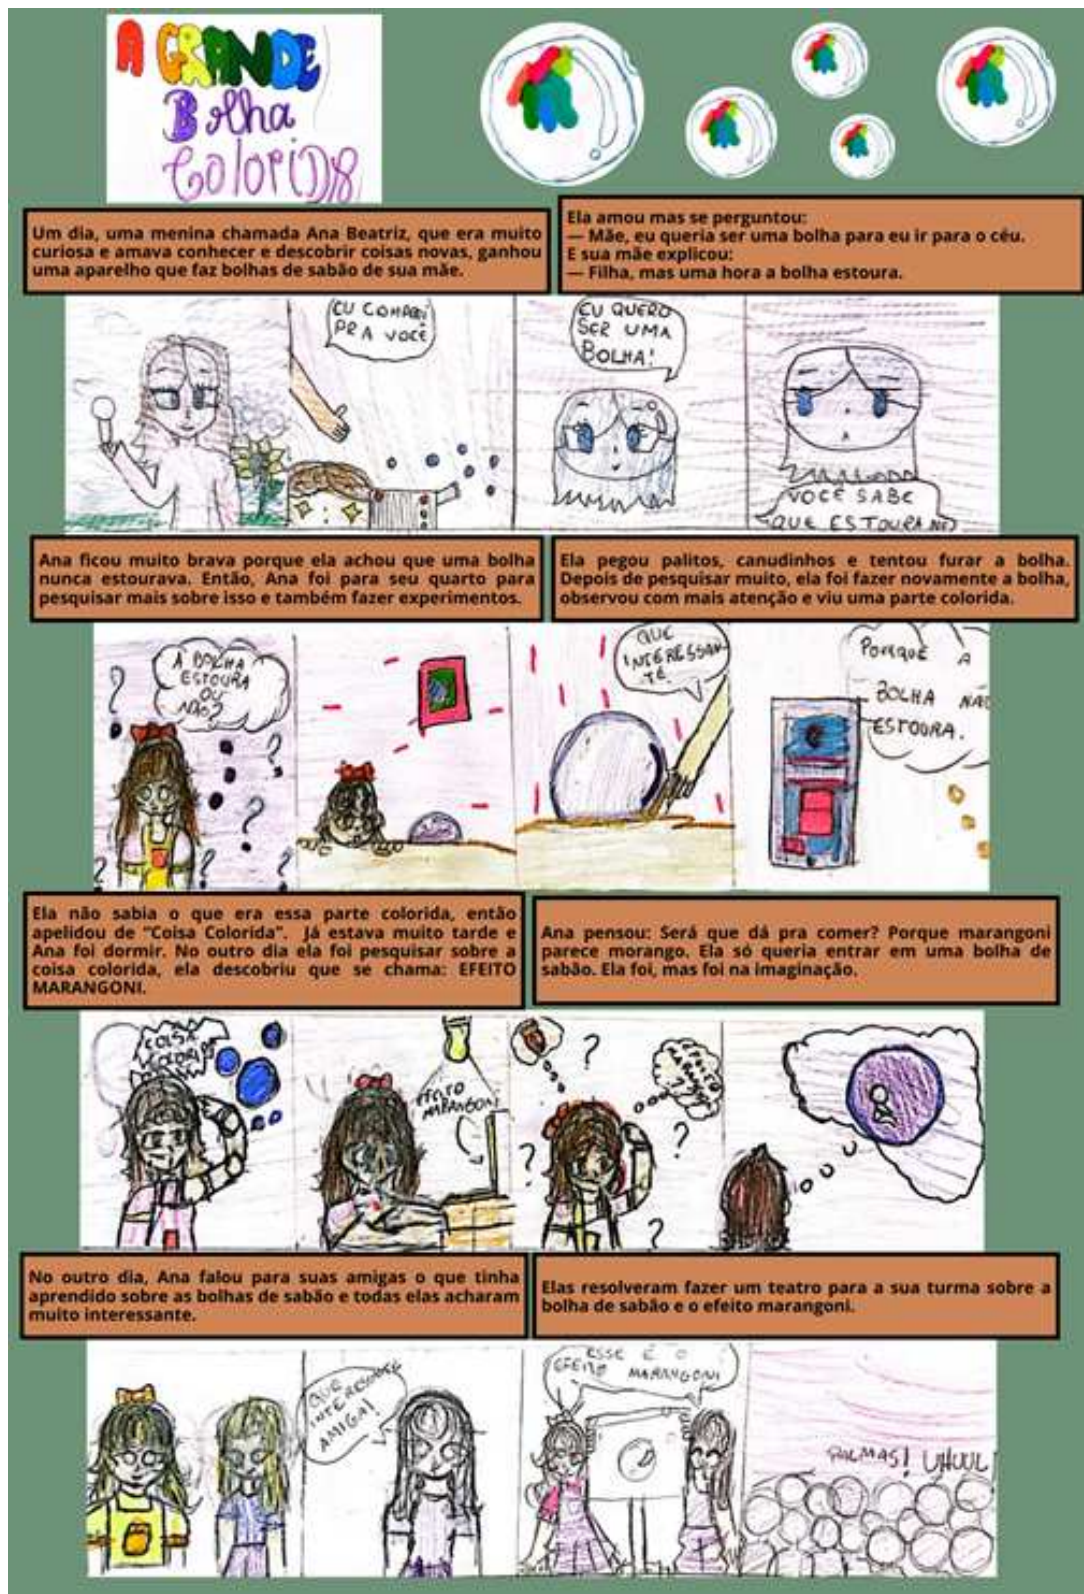 A GRANDE
Bolha
Colorida
Um dia, uma menina chamada Ana Beatriz, que era muito
curiosa e amava conhecer e descobrir coisas novas, ganhou
uma aparelho que faz bolhas de sabão de sua mãe.
Ela amou mas se perguntou:
— Mãe, eu queria ser uma bolha para eu ir para o céu.
E sua mãe explicou:
— Filha, mas uma hora a bolha estoura.
EU COMPREI
PRA VOCÊ
EU QUERO
SER UMA
BOLHA!
VOCÊ SABE
QUE ESTOURA NÉ
Ana ficou muito brava porque ela achou que uma bolha
nunca estourava. Então, Ana foi para seu quarto para
pesquisar mais sobre isso e também fazer experimentos.
Ela pegou palitos, canudinhos e tentou furar a bolha.
Depois de pesquisar muito, ela foi fazer novamente a bolha,
observou com mais atenção e viu uma parte colorida.
?
A BOLHA
ESTOURA
OU
NÃO?
?
?
?
?
?
QUE
INTERESSAN-
TE
PORQUE A
BOLHA NÃO
ESTOURA.
Ela não sabia o que era essa parte colorida, então
apelidou de “Coisa Colorida”. Já estava muito tarde e
Ana foi dormir. No outro dia ela foi pesquisar sobre a
coisa colorida, ela descobriu que se chama: EFEITO
MARANGONI.
Ana pensou: Será que dá pra comer? Porque marangoni
parece morango. Ela só queria entrar em uma bolha de
sabão. Ela foi, mas foi na imaginação.
COISA
COLORIDA
EFEITO
MARANGONI
?
EFEITO
MARANGONI
?
?
?
No outro dia, Ana falou para suas amigas o que tinha
aprendido sobre as bolhas de sabão e todas elas acharam
muito interessante.
Elas resolveram fazer um teatro para a sua turma sobre a
bolha de sabão e o efeito marangoni.
QUE
INTERESSANTE
AMIGA!
ESSE É O
EFEITO MARANGONI
PALMAS! UHUUL